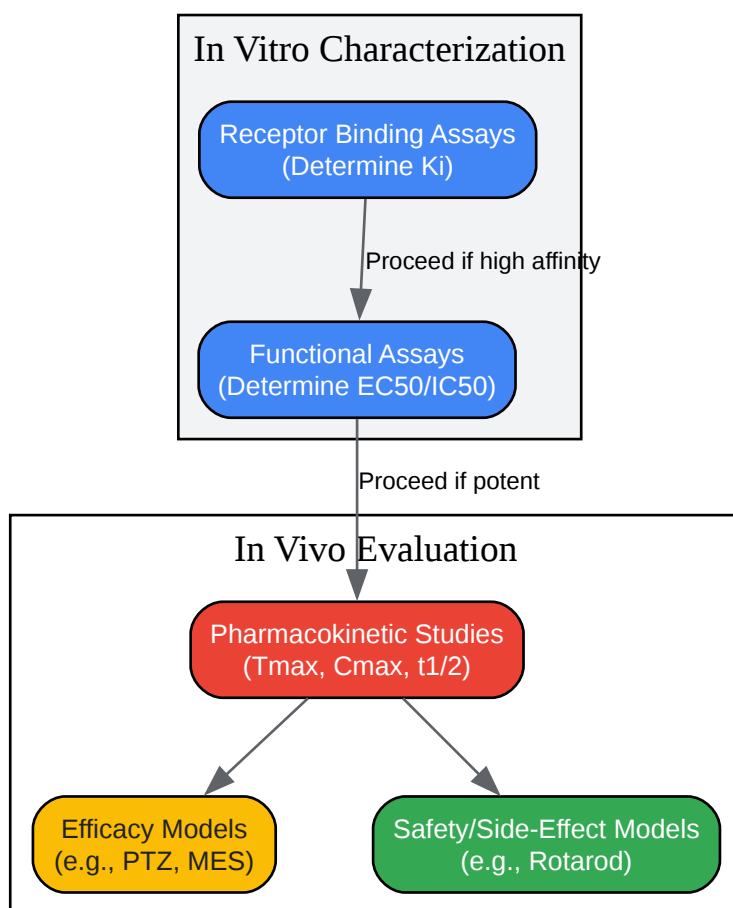 In Vitro Characterization
Receptor Binding Assays
(Determine Ki)
Proceed if high affinity
Functional Assays
(Determine EC50/IC50)
Proceed if potent
In Vivo Evaluation
Pharmacokinetic Studies
(Tmax, Cmax, t1/2)
Efficacy Models
(e.g., PTZ, MES)
Safety/Side-Effect Models
(e.g., Rotarod)